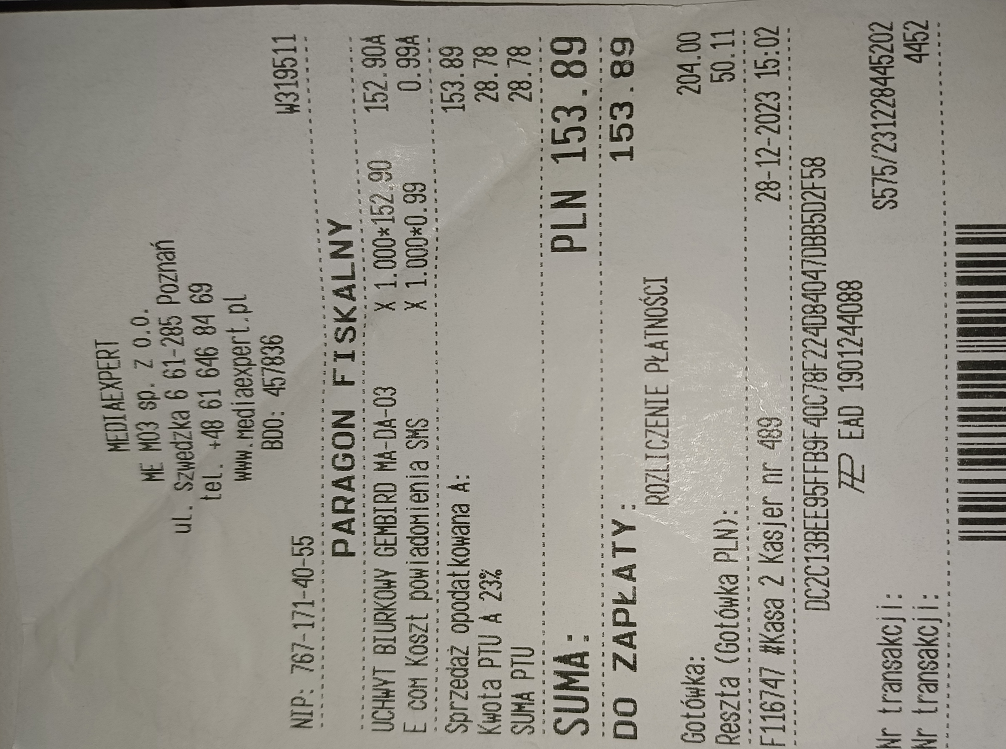 MEDIAEXPERT
ME M03 sp. z o.o.
ul. Szwedzka 6 61-285 Poznań
tel. +48 61 646 84 69
www.mediaexpert.pl
BDO: 457836
NIP: 767-171-40-55 W319511
PARAGON FISKALNY
UCHWYT BIURKOWY GEMBIRD MA-DA-03 X 1.000*152.90 152.90A
E COM Koszt powiadomienia SMS X 1.000*0.99 0.99A
Sprzedaż opodatkowana A: 153.89
Kwota PTU A 23% 28.78
SUMA PTU 28.78
SUMA: PLN 153.89
DO ZAPŁATY: 153.89
ROZLICZENIE PŁATNOŚCI
Gotówka: 204.00
Reszta (Gotówka PLN): 50.11
F116747 #Kasa 2 Kasjer nr 489 28-12-2023 15:02
DC2C13BEE95FFB9F40C78F224D84047DBB5D2F58
EAD 1901244088
Nr transakcji: S575/231228445202
Nr transakcji: 4452